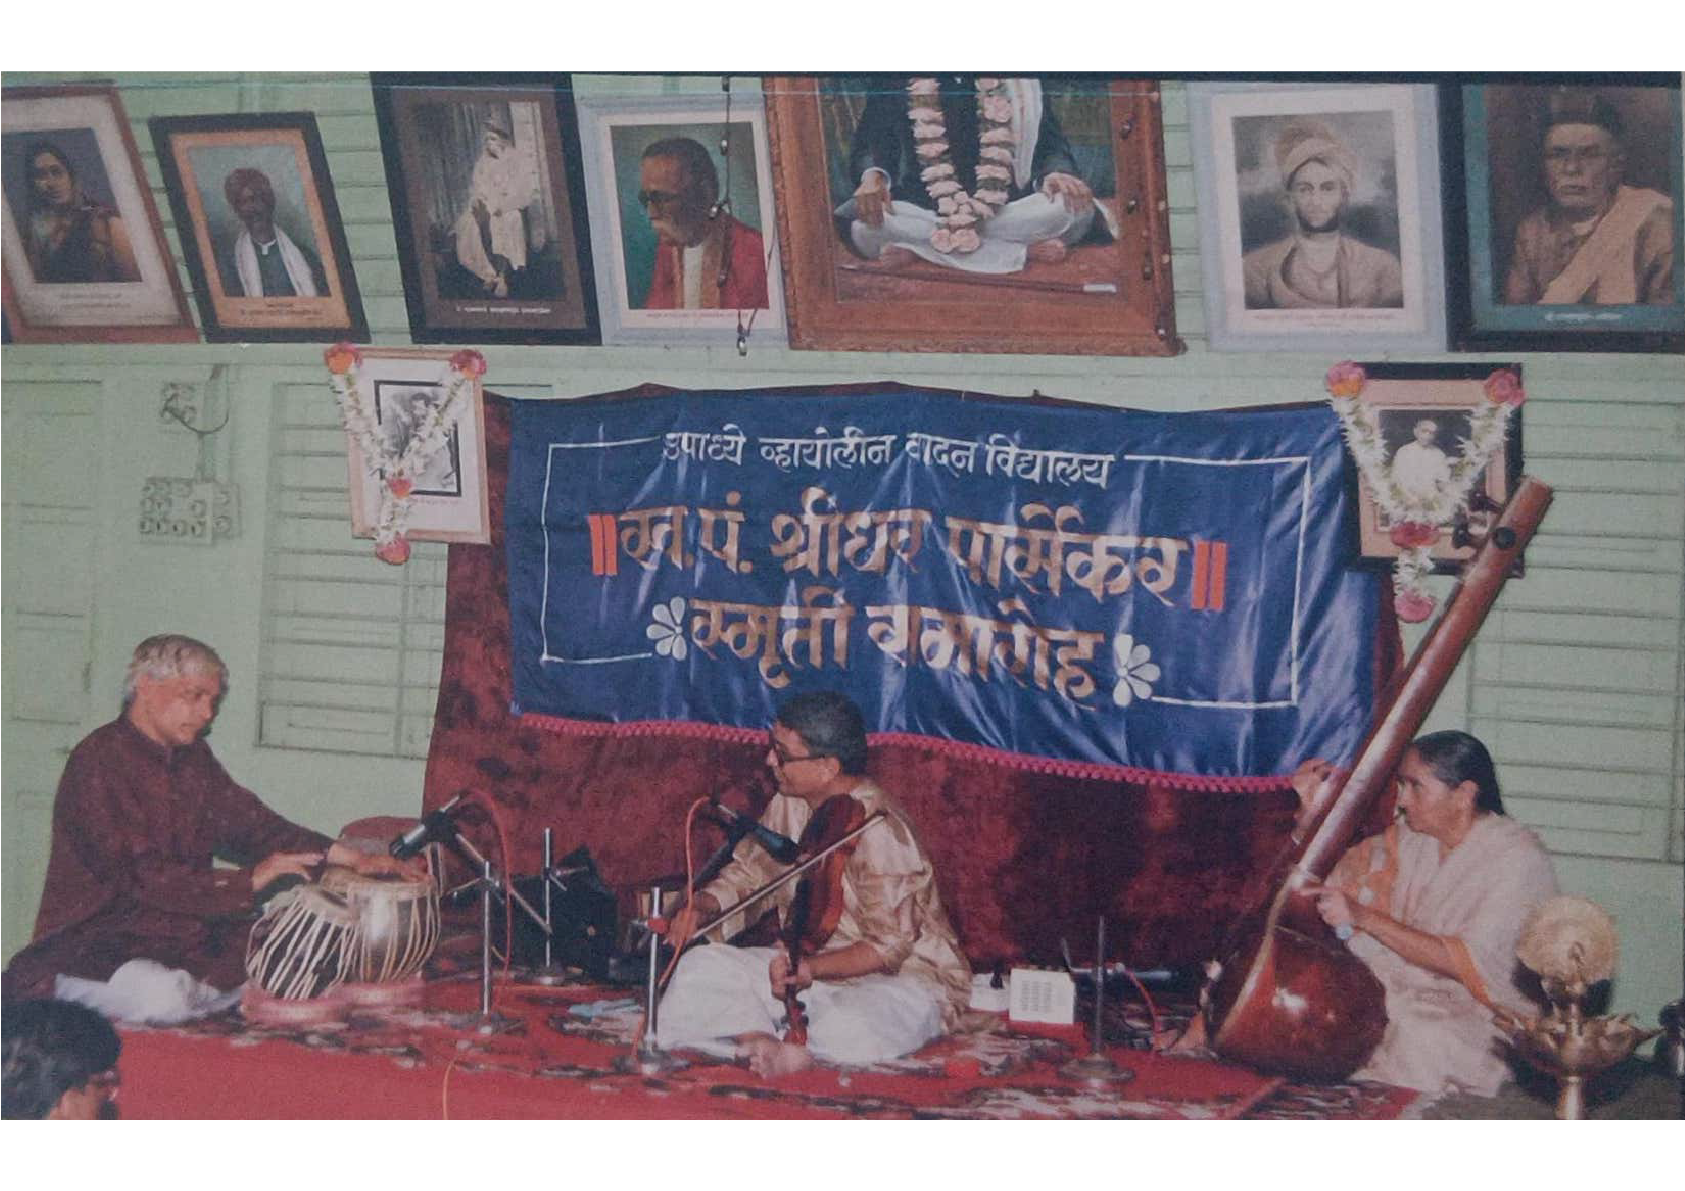 उपाध्ये व्हायोलीन वादन विद्यालय
॥स्व. पं. श्रीधर पार्सेकर॥
स्मृती समारोह